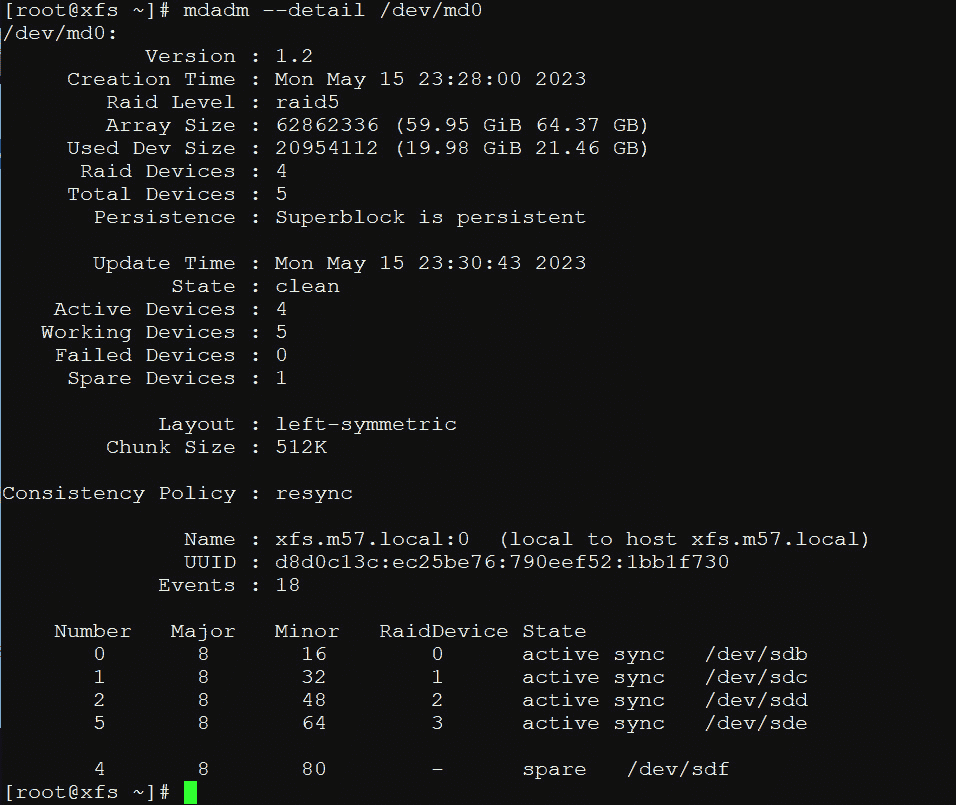 [root@xfs ~]# mdadm --detail /dev/md0
/dev/md0:
Version : 1.2
Creation Time : Mon May 15 23:28:00 2023
Raid Level : raid5
Array Size : 62862336 (59.95 GiB 64.37 GB)
Used Dev Size : 20954112 (19.98 GiB 21.46 GB)
Raid Devices : 4
Total Devices : 5
Persistence : Superblock is persistent
Update Time : Mon May 15 23:30:43 2023
State : clean
Active Devices : 4
Working Devices : 5
Failed Devices : 0
Spare Devices : 1
Layout : left-symmetric
Chunk Size : 512K
Consistency Policy : resync
Name : xfs.m57.local:0 (local to host xfs.m57.local)
UUID : d8d0c13c:ec25be76:790eef52:1bb1f730
Events : 18
Number Major Minor RaidDevice State
0 8 16 0 active sync /dev/sdb
1 8 32 1 active sync /dev/sdc
2 8 48 2 active sync /dev/sdd
5 8 64 3 active sync /dev/sde
4 8 80 - spare /dev/sdf
[root@xfs ~]#